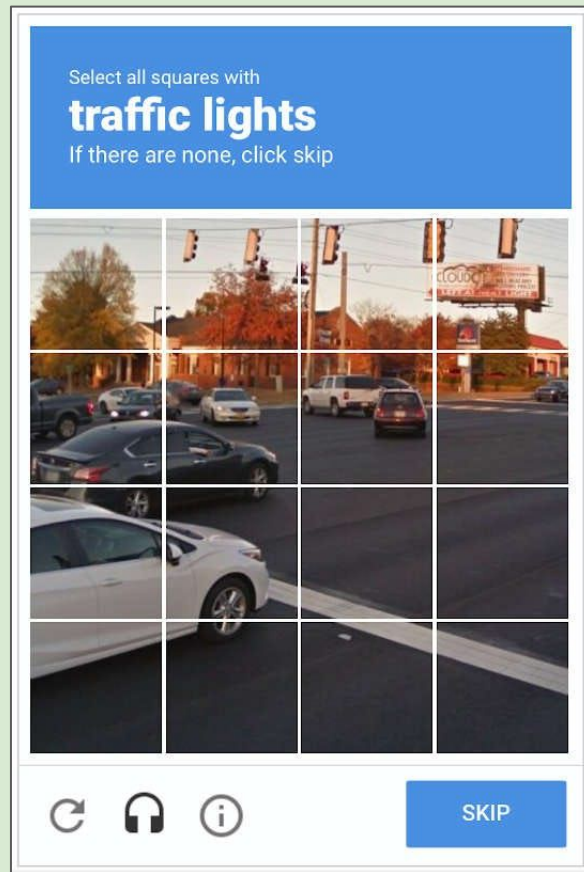 Select all squares with
traffic lights
If there are none, click skip
SKIP